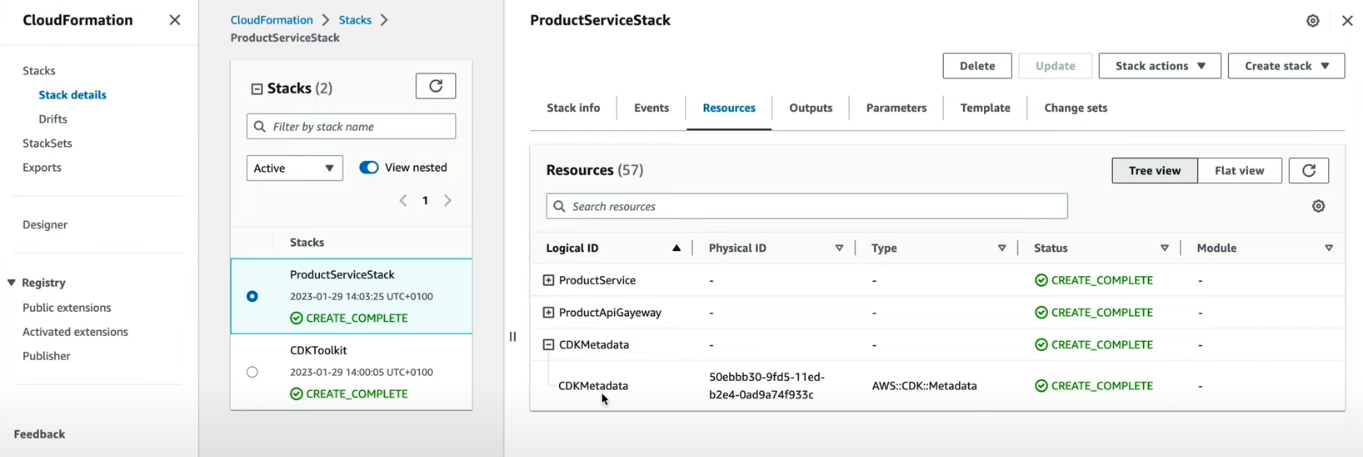 CloudFormation
Stacks
Stack details
Drifts
StackSets
Exports
Designer
Registry
Public extensions
Activated extensions
Publisher
Feedback
CloudFormation > Stacks >
ProductServiceStack
Stacks (2)
Filter by stack name
Active View nested
1
Stacks
ProductServiceStack
2023-01-29 14:03:25 UTC+0100
CREATE_COMPLETE
CDKToolkit
2023-01-29 14:00:05 UTC+0100
CREATE_COMPLETE
ProductServiceStack
Delete Update Stack actions Create stack
Stack info Events Resources Outputs Parameters Template Change sets
Resources (57) Tree view Flat view
Search resources
Logical ID Physical ID Type Status Module
ProductService - - CREATE_COMPLETE -
ProductApiGayeway - - CREATE_COMPLETE -
CDKMetadata - - CREATE_COMPLETE -
CDKMetadata 50ebbb30-9fd5-11ed- AWS::CDK::Metadata CREATE_COMPLETE -
b2e4-0ad9a74f933c